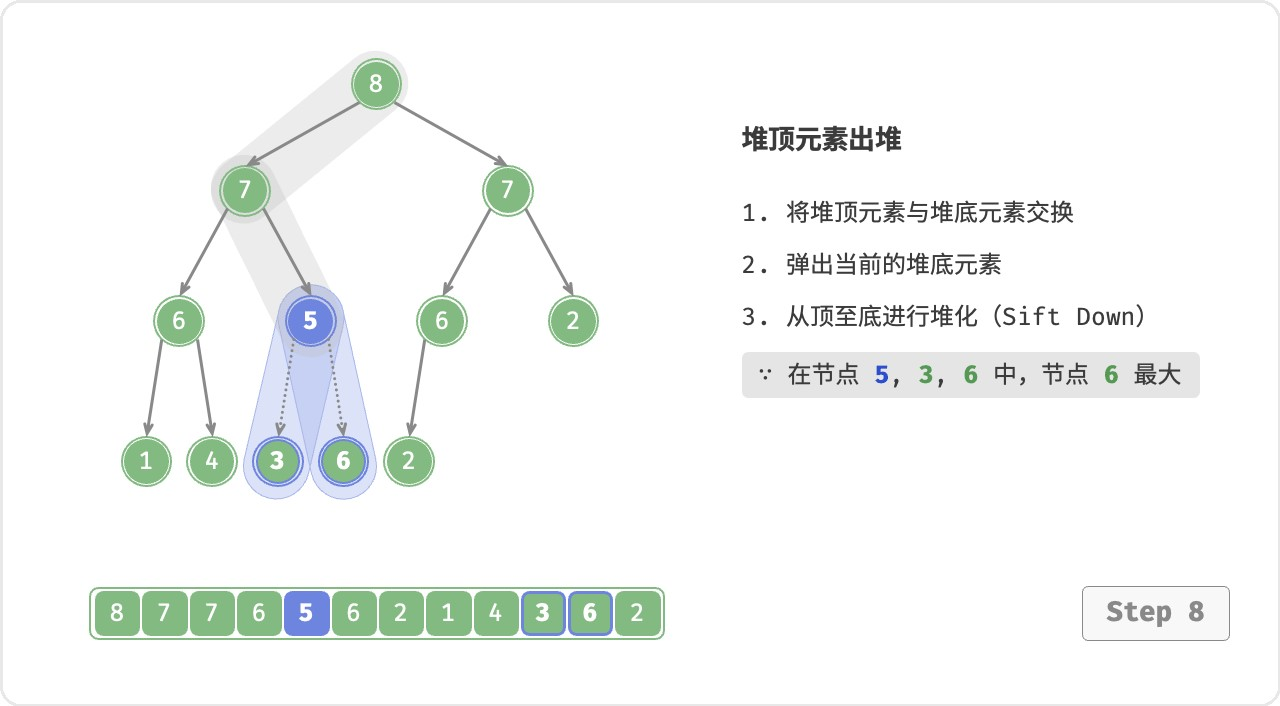 8
堆顶元素出堆
7 7
1. 将堆顶元素与堆底元素交换
2. 弹出当前的堆底元素
6 5 6 2
3. 从顶至底进行堆化（Sift Down）
∵ 在节点 5, 3, 6 中，节点 6 最大
1 4 3 6 2
8 7 7 6 5 6 2 1 4 3 6 2
Step 8